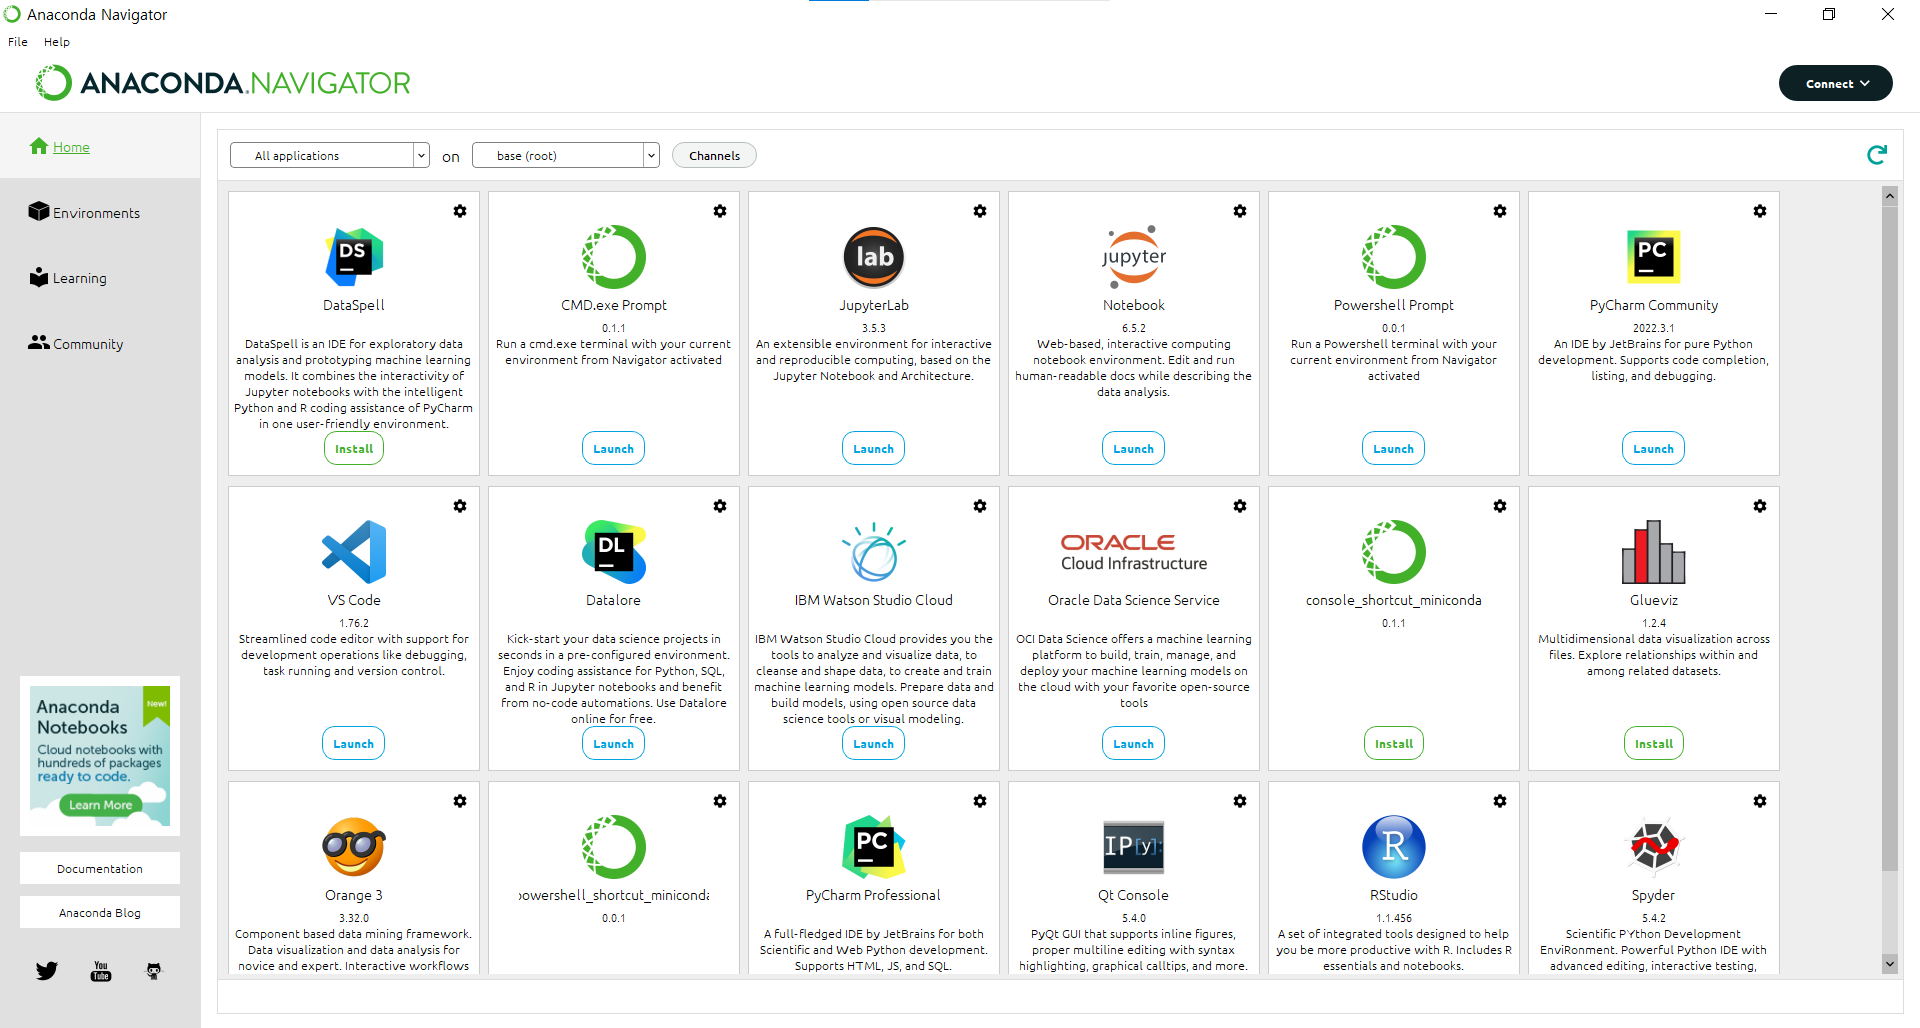 Anaconda Navigator
File Help
ANACONDA.NAVIGATOR
Connect
Home
Environments
Learning
Community
Anaconda
Notebooks
New!
Cloud notebooks with
hundreds of packages
ready to code.
Learn More
Documentation
Anaconda Blog
You
Tube
All applications on base (root) Channels
DS
DataSpell
DataSpell is an IDE for exploratory data
analysis and prototyping machine learning
models. It combines the interactivity of
Jupyter notebooks with the intelligent
Python and R coding assistance of PyCharm
in one user-friendly environment.
Install
CMD.exe Prompt
0.1.1
Run a cmd.exe terminal with your current
environment from Navigator activated
Launch
lab
JupyterLab
3.5.3
An extensible environment for interactive
and reproducible computing, based on the
Jupyter Notebook and Architecture.
Launch
jupyter
Notebook
6.5.2
Web-based, interactive computing
notebook environment. Edit and run
human-readable docs while describing the
data analysis.
Launch
Powershell Prompt
0.0.1
Run a Powershell terminal with your
current environment from Navigator
activated
Launch
PC
PyCharm Community
2022.3.1
An IDE by JetBrains for pure Python
development. Supports code completion,
listing, and debugging.
Launch
VS Code
1.76.2
Streamlined code editor with support for
development operations like debugging,
task running and version control.
Launch
DL
Datalore
Kick-start your data science projects in
seconds in a pre-configured environment.
Enjoy coding assistance for Python, SQL,
and R in Jupyter notebooks and benefit
from no-code automations. Use Datalore
online for free.
Launch
IBM Watson Studio Cloud
IBM Watson Studio Cloud provides you the
tools to analyze and visualize data, to
cleanse and shape data, to create and train
machine learning models. Prepare data and
build models, using open source data
science tools or visual modeling.
Launch
ORACLE
Cloud Infrastructure
Oracle Data Science Service
OCI Data Science offers a machine learning
platform to build, train, manage, and
deploy your machine learning models on
the cloud with your favorite open-source
tools
Launch
console_shortcut_miniconda
0.1.1
Install
Glueviz
1.2.4
Multidimensional data visualization across
files. Explore relationships within and
among related datasets.
Install
Orange 3
3.32.0
Component based data mining framework.
Data visualization and data analysis for
novice and expert. Interactive workflows
powershell_shortcut_miniconda
0.0.1
PC
PyCharm Professional
A full-fledged IDE by JetBrains for both
Scientific and Web Python development.
Supports HTML, JS, and SQL.
IP[y]:
Qt Console
5.4.0
PyQt GUI that supports inline figures,
proper multiline editing with syntax
highlighting, graphical calltips, and more.
R
RStudio
1.1.456
A set of integrated tools designed to help
you be more productive with R. Includes R
essentials and notebooks.
Spyder
5.4.2
Scientific PYthon Development
EnviRonment. Powerful Python IDE with
advanced editing, interactive testing,